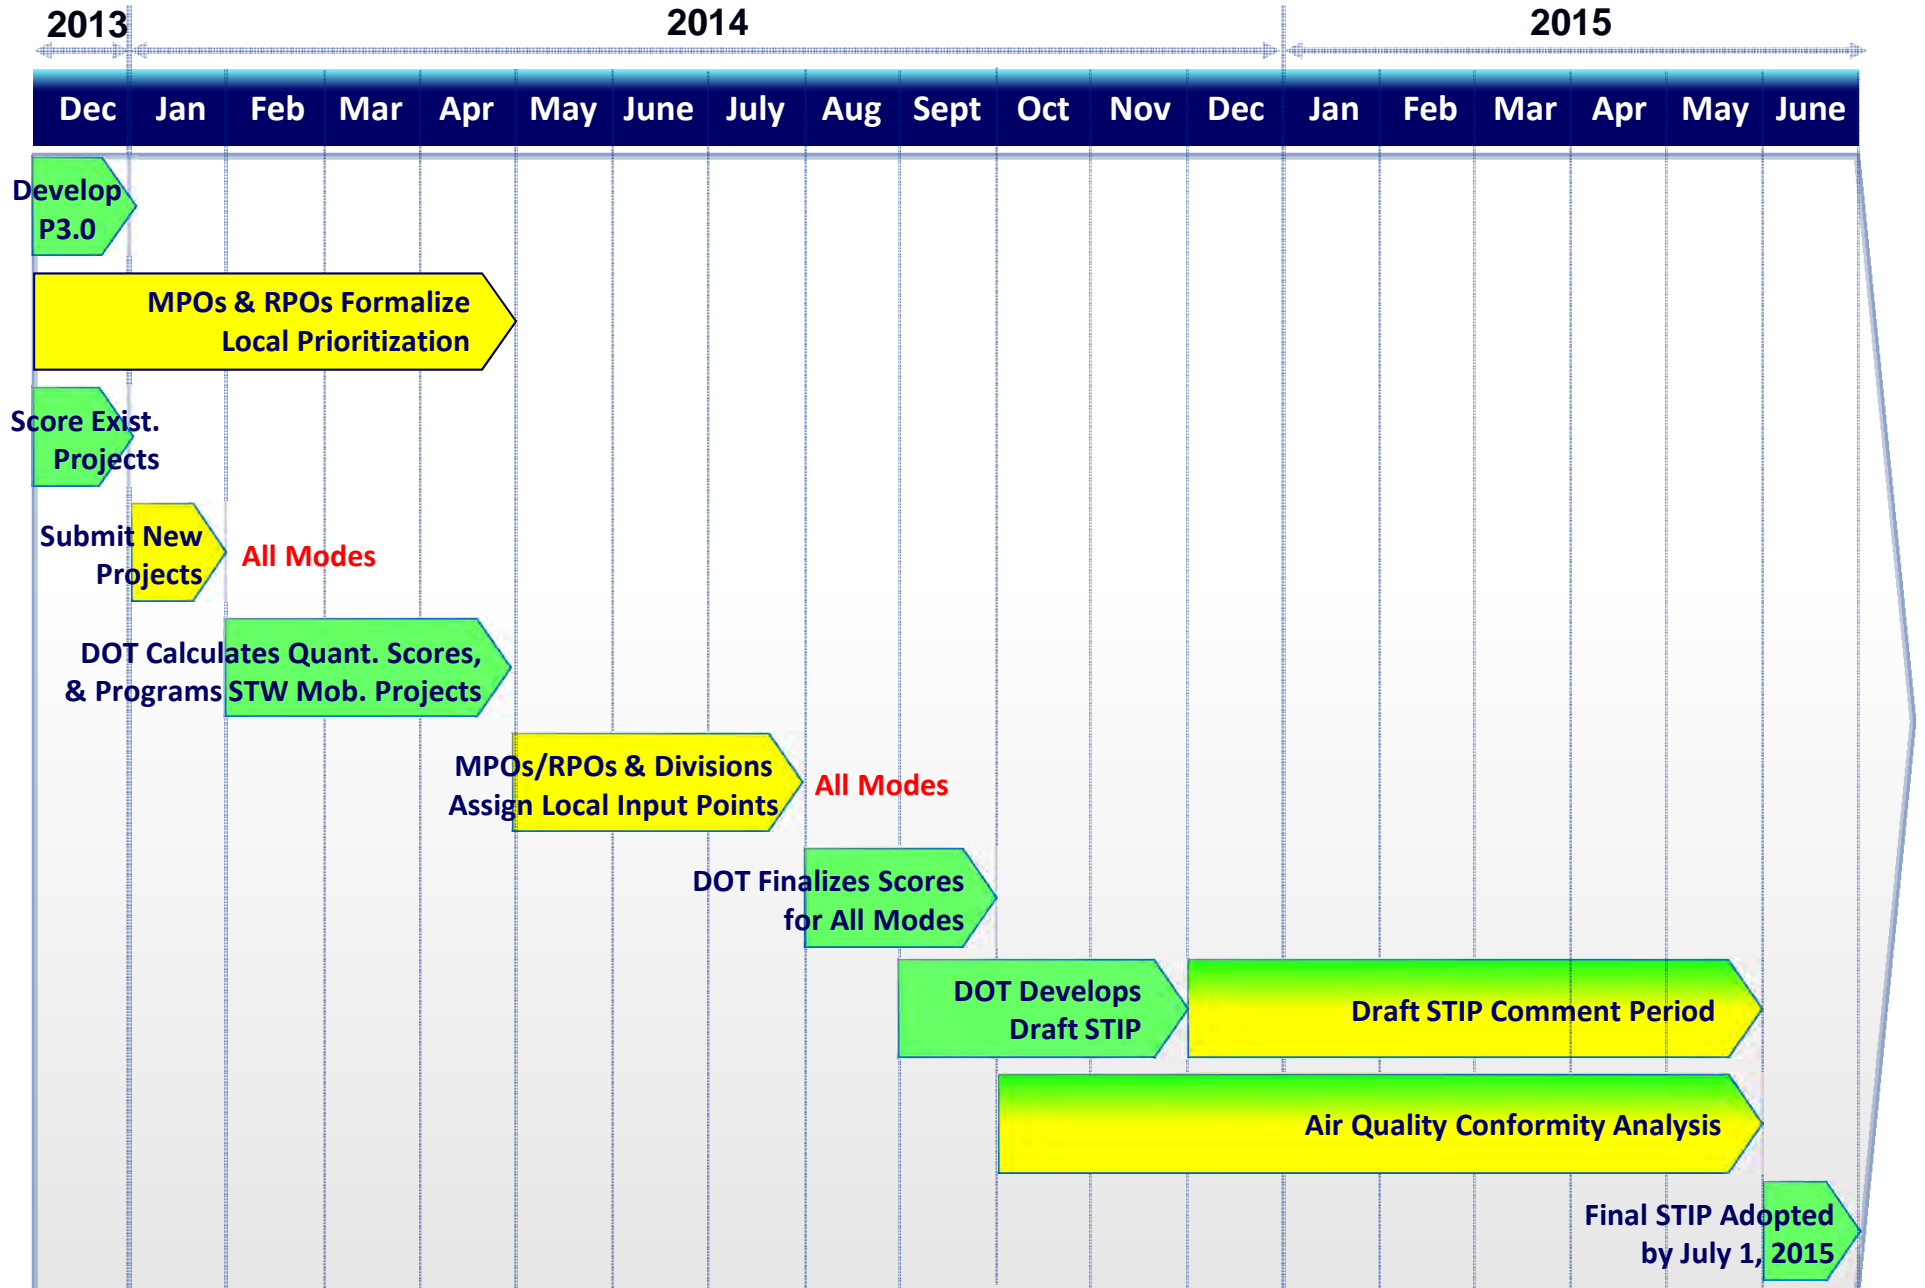 2013 2014 2015
Dec Jan Feb Mar Apr May June July Aug Sept Oct Nov Dec Jan Feb Mar Apr May June
Develop
P3.0
MPOs & RPOs Formalize
Local Prioritization
Score Exist.
Projects
Submit New
Projects
All Modes
DOT Calculates Quant. Scores,
& Programs STW Mob. Projects
MPOs/RPOs & Divisions
Assign Local Input Points
All Modes
DOT Finalizes Scores
for All Modes
DOT Develops
Draft STIP
Draft STIP Comment Period
Air Quality Conformity Analysis
Final STIP Adopted
by July 1, 2015